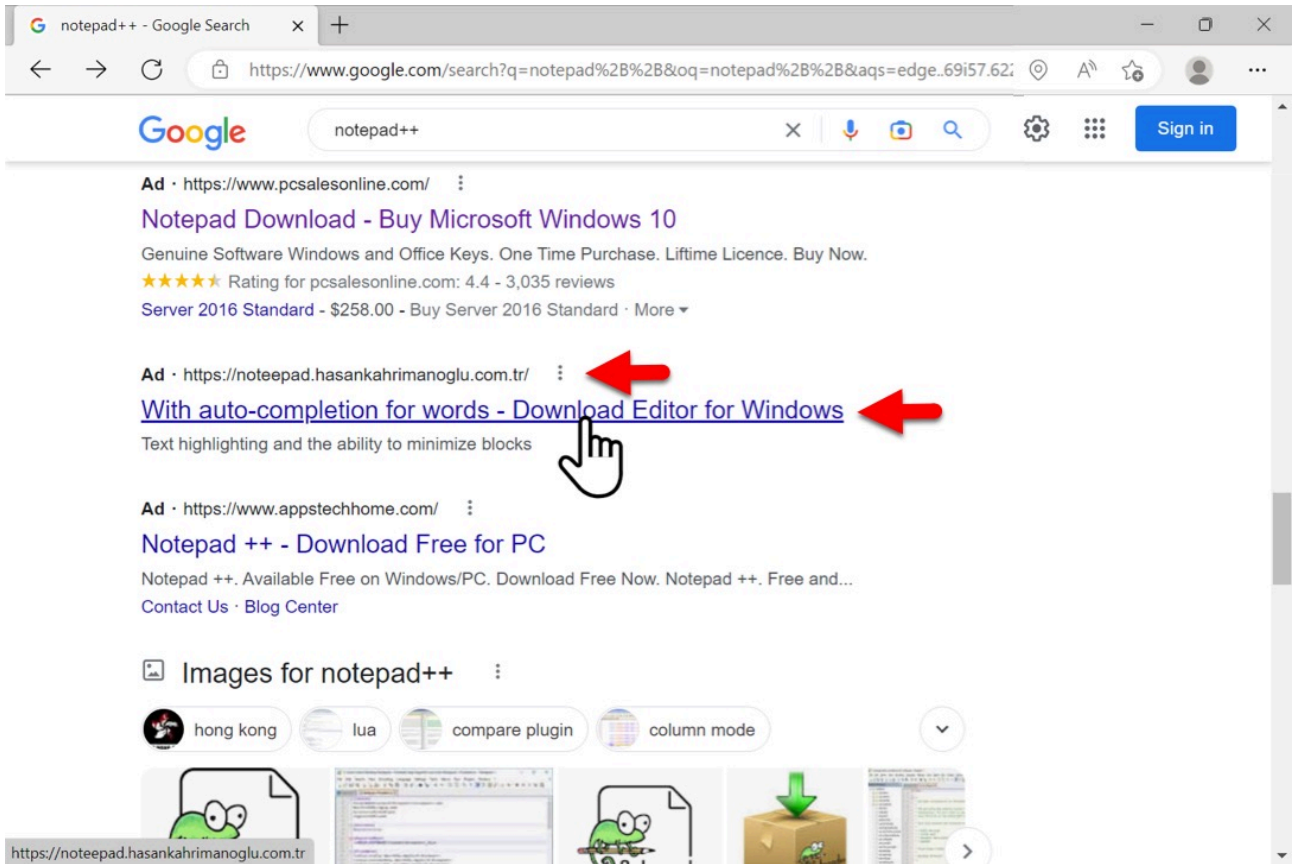 notepad++ - Google Search
https://www.google.com/search?q=notepad%2B%2B&oq=notepad%2B%2B&aqs=edge..69i57.622
Google
notepad++
Sign in
Ad · https://www.pcsalesonline.com/
Notepad Download - Buy Microsoft Windows 10
Genuine Software Windows and Office Keys. One Time Purchase. Liftime Licence. Buy Now.
Rating for pcsalesonline.com: 4.4 - 3,035 reviews
Server 2016 Standard - $258.00 - Buy Server 2016 Standard · More
Ad · https://noteepad.hasankahrimanoglu.com.tr/
With auto-completion for words - Download Editor for Windows
Text highlighting and the ability to minimize blocks
Ad · https://www.appstechhome.com/
Notepad ++ - Download Free for PC
Notepad ++. Available Free on Windows/PC. Download Free Now. Notepad ++. Free and...
Contact Us · Blog Center
Images for notepad++
hong kong
lua
compare plugin
column mode
https://noteepad.hasankahrimanoglu.com.tr